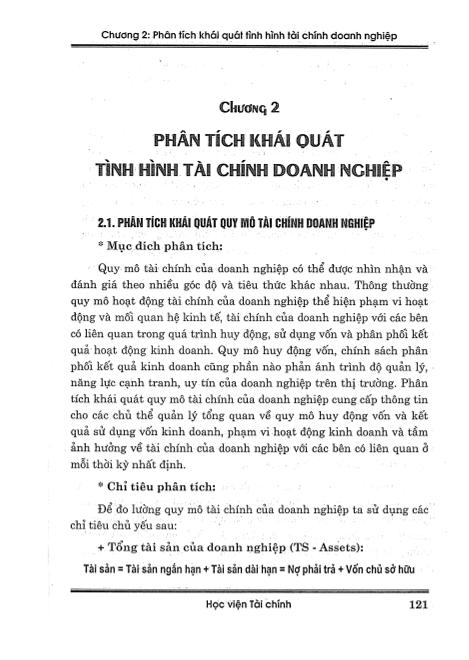 Chương 2: Phân tích khái quát tình hình tài chính doanh nghiệp
Chương 2
PHÂN TÍCH KHÁI QUÁT
TÌNH HÌNH TÀI CHÍNH DOANH NGHIỆP
2.1. PHÂN TÍCH KHÁI QUÁT QUY MÔ TÀI CHÍNH DOANH NGHIỆP
* Mục đích phân tích:
Quy mô tài chính của doanh nghiệp có thể được nhìn nhận và
đánh giá theo nhiều góc độ và tiêu thức khác nhau. Thông thường
quy mô hoạt động tài chính của doanh nghiệp thể hiện phạm vi hoạt
động và mối quan hệ kinh tế, tài chính của doanh nghiệp với các bên
có liên quan trong quá trình huy động, sử dụng vốn và phân phối kết
quả hoạt động kinh doanh. Quy mô huy động vốn, chính sách phân
phối kết quả kinh doanh cũng phần nào phản ánh trình độ quản lý,
năng lực cạnh tranh, uy tín của doanh nghiệp trên thị trường. Phân
tích khái quát quy mô tài chính của doanh nghiệp cung cấp thông tin
cho các chủ thể quản lý tổng quan về quy mô huy động vốn và kết
quả sử dụng vốn kinh doanh, phạm vi hoạt động kinh doanh và tầm
ảnh hưởng về tài chính của doanh nghiệp với các bên có liên quan ở
mỗi thời kỳ nhất định.
* Chỉ tiêu phân tích:
Để đo lường quy mô tài chính của doanh nghiệp ta sử dụng các
chỉ tiêu chủ yếu sau:
+ Tổng tài sản của doanh nghiệp (TS - Assets):
Tài sản = Tài sản ngắn hạn + Tài sản dài hạn = Nợ phải trả + Vốn chủ sở hữu
Học viện Tài chính 121